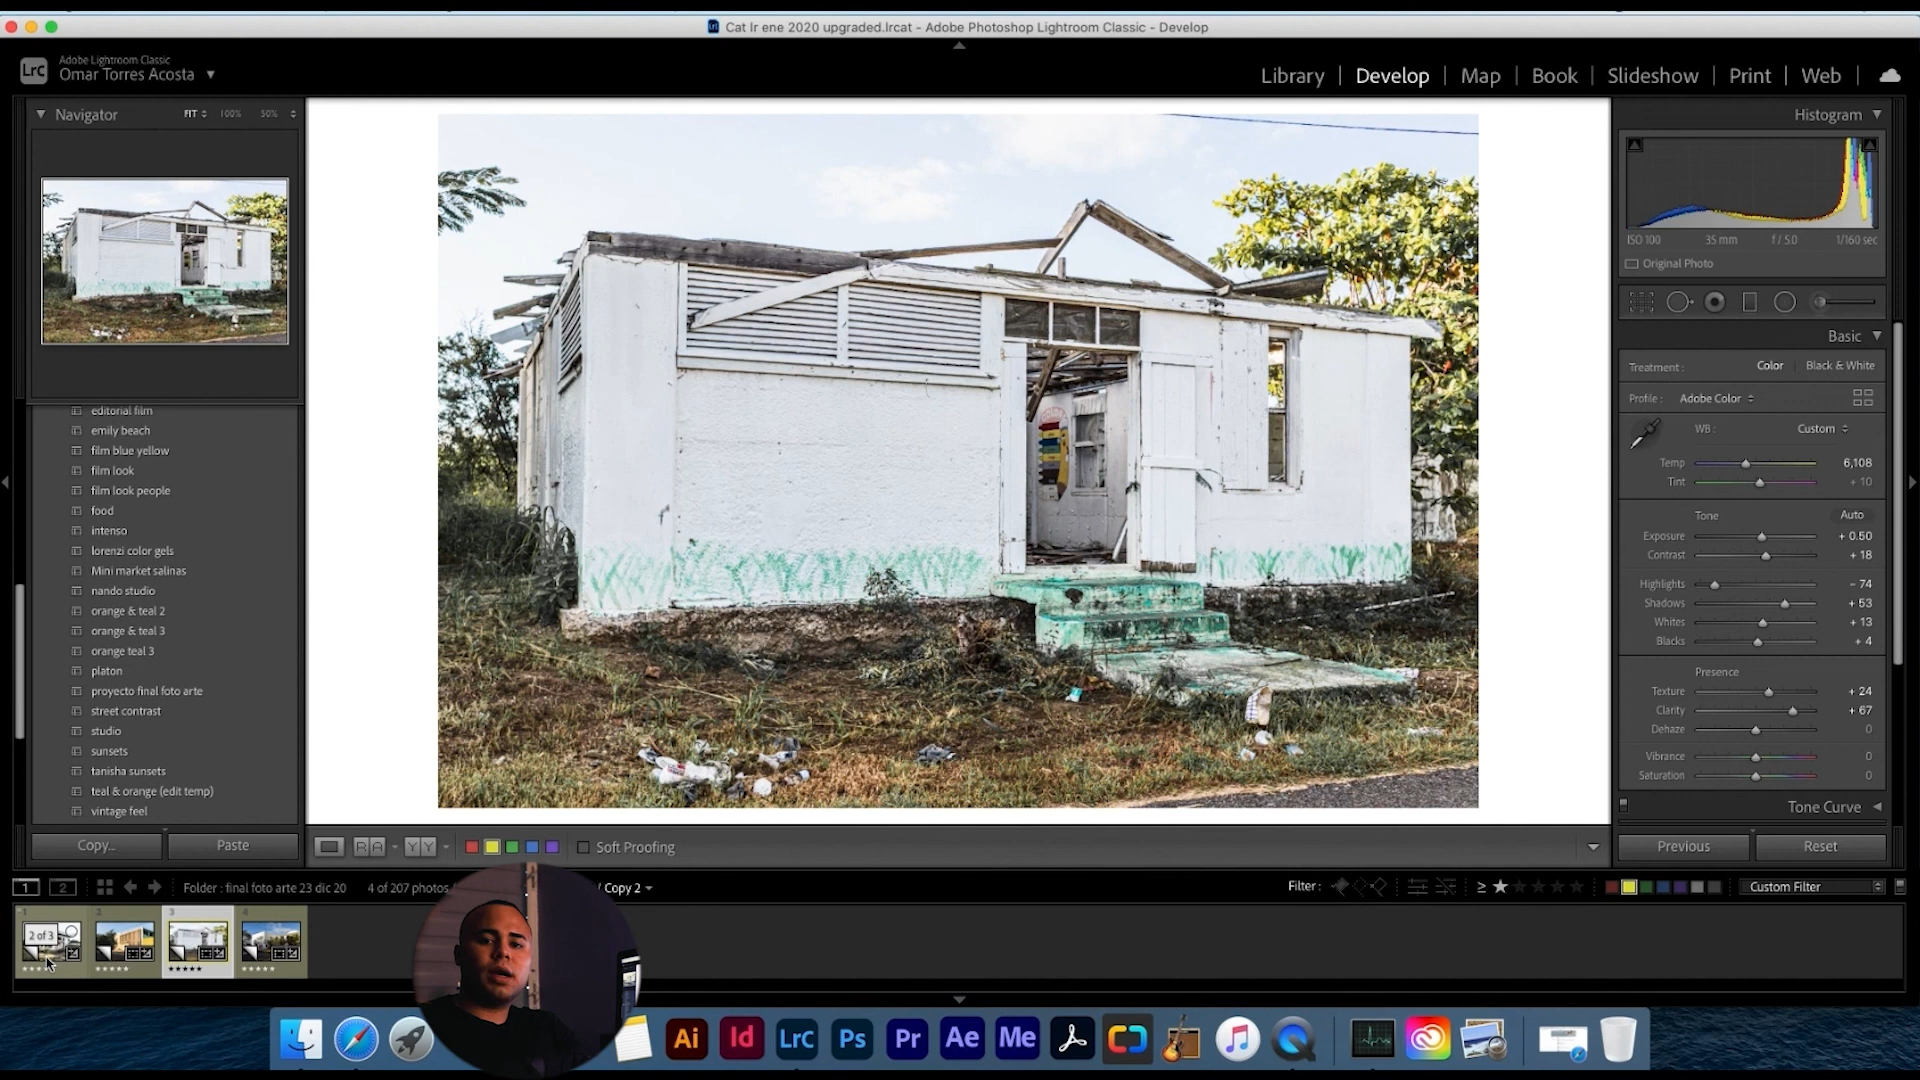 Cat lr ene 2020 upgraded.lrcat - Adobe Photoshop Lightroom Classic - Develop
LrC
Adobe Lightroom Classic
Omar Torres Acosta
Library | Develop | Map | Book | Slideshow | Print | Web |
Navigator FIT 100% 50%
Histogram
ISO 100 35 mm f / 5.0 1/160 sec
Original Photo
Basic
Treatment : Color Black & White
Profile : Adobe Color
WB : Custom
Temp 6,108
Tint + 10
Tone Auto
Exposure + 0.50
Contrast + 18
Highlights - 74
Shadows + 53
Whites + 13
Blacks + 4
Presence
Texture + 24
Clarity + 67
Dehaze 0
Vibrance 0
Saturation 0
Tone Curve
Previous Reset
editorial film
emily beach
film blue yellow
film look
film look people
food
intenso
lorenzi color gels
Mini market salinas
nando studio
orange & teal 2
orange & teal 3
orange teal 3
platon
proyecto final foto arte
street contrast
studio
sunsets
tanisha sunsets
teal & orange (edit temp)
vintage feel
Copy... Paste
R A Y Y Soft Proofing
1 2 Folder : final foto arte 23 dic 20 4 of 207 photos / / Copy 2
Filter : ≥ Custom Filter
1 2 3 4
2 of 3
Ai Id LrC Ps Pr Ae Me